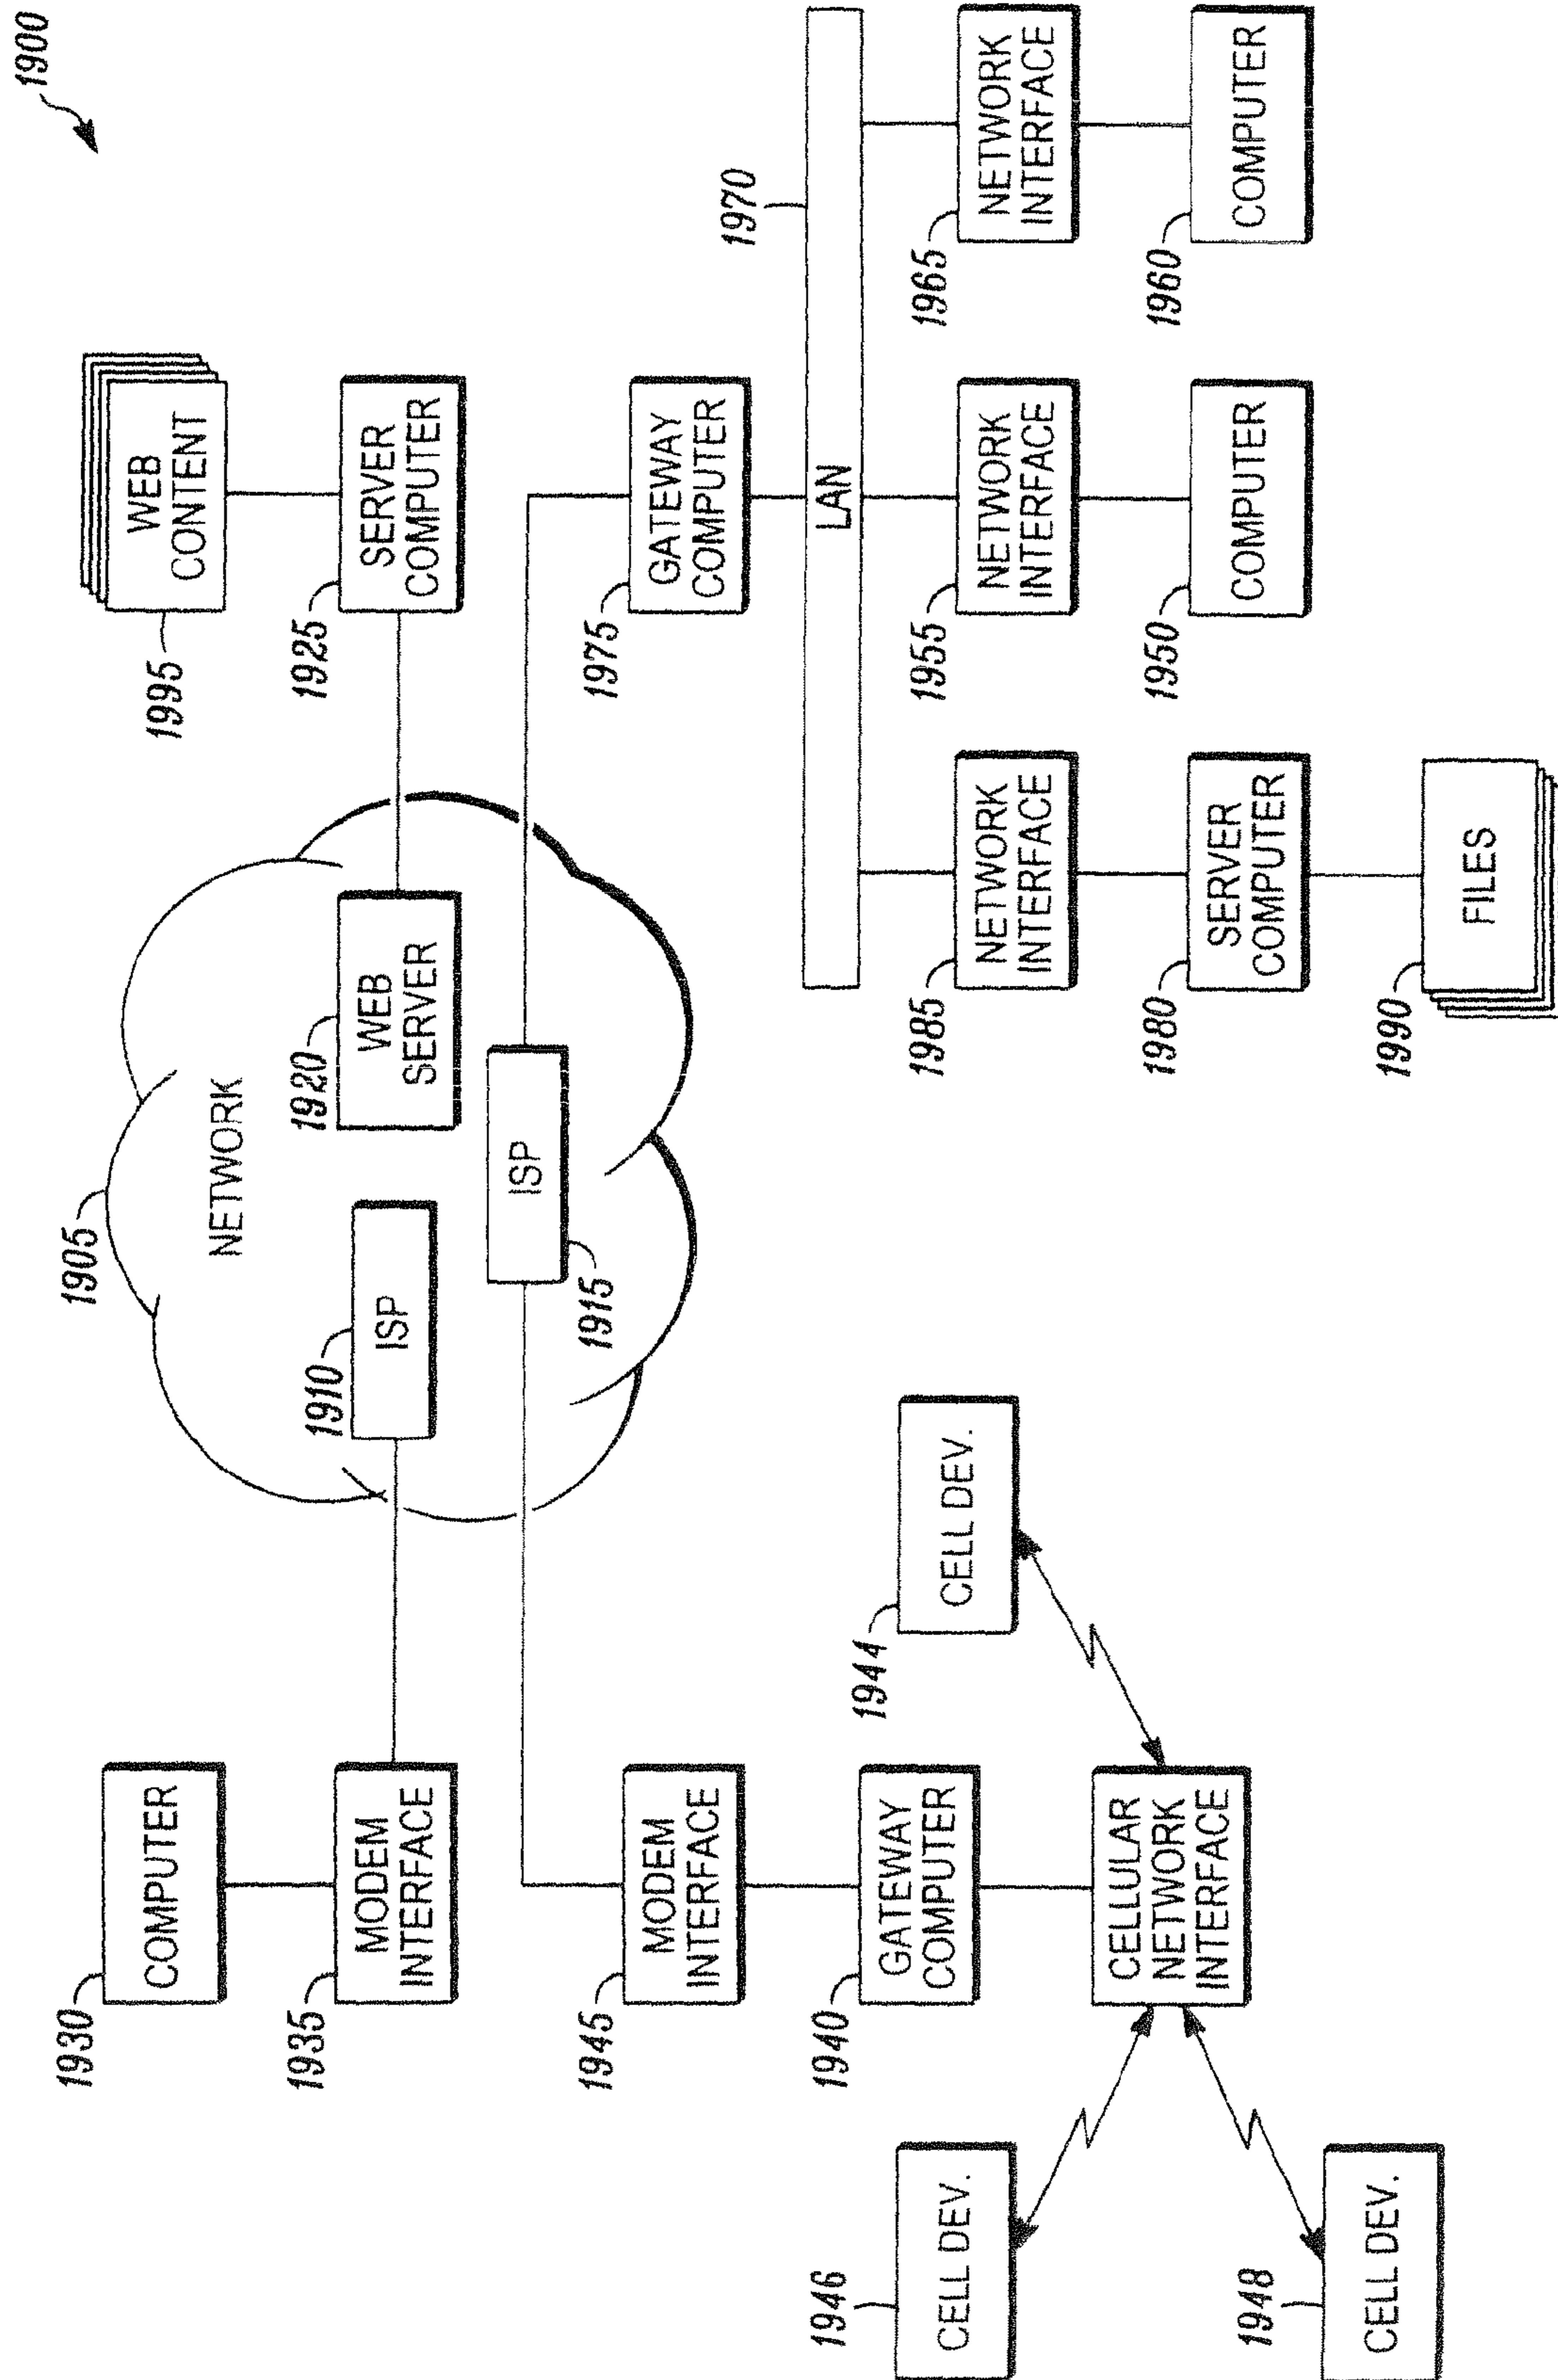 1900
1930
COMPUTER
1935
MODEM
INTERFACE
1945
MODEM
INTERFACE
1940
GATEWAY
COMPUTER
CELLULAR
NETWORK
INTERFACE
1946
CELL DEV.
1948
CELL DEV.
1944
CELL DEV.
1905
NETWORK
1910
ISP
1920
WEB
SERVER
ISP
1915
1995
WEB
CONTENT
1925
SERVER
COMPUTER
1975
GATEWAY
COMPUTER
1970
LAN
1985
NETWORK
INTERFACE
1980
SERVER
COMPUTER
1990
FILES
1955
NETWORK
INTERFACE
1950
COMPUTER
1965
NETWORK
INTERFACE
1960
COMPUTER